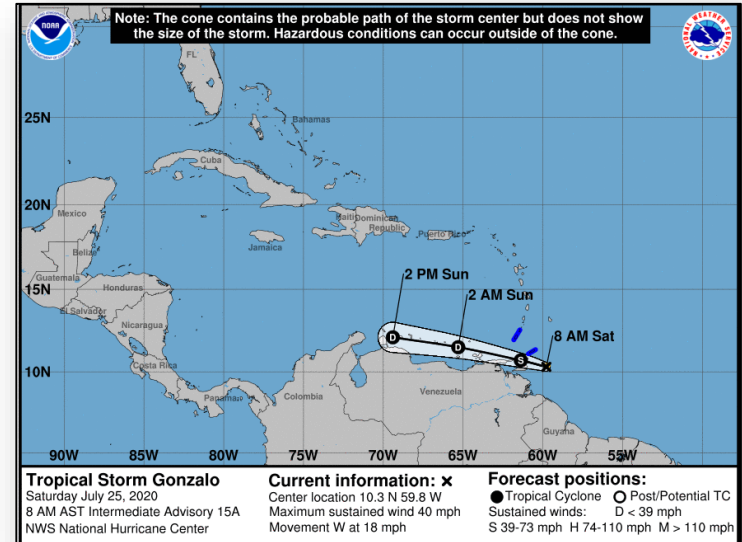 Note: The cone contains the probable path of the storm center but does not show
the size of the storm. Hazardous conditions can occur outside of the cone.
NOAA
NATIONAL WEATHER SERVICE
FL
25N
Bahamas
Cuba
20N
Mexico
Haiti
Dominican
Republic
Puerto Rico
Jamaica
Belize
2 PM Sun
Guatemala
15N
Honduras
2 AM Sun
El Salvador
Nicaragua
8 AM Sat
D
D
S
Costa Rica
10N
Panama
Colombia
Venezuela
Guyana
90W 85W 80W 75W 70W 65W 60W 55W
Tropical Storm Gonzalo
Saturday July 25, 2020
8 AM AST Intermediate Advisory 15A
NWS National Hurricane Center
Current information: x
Center location 10.3 N 59.8 W
Maximum sustained wind 40 mph
Movement W at 18 mph
Forecast positions:
● Tropical Cyclone ○ Post/Potential TC
Sustained winds: D < 39 mph
S 39-73 mph H 74-110 mph M > 110 mph